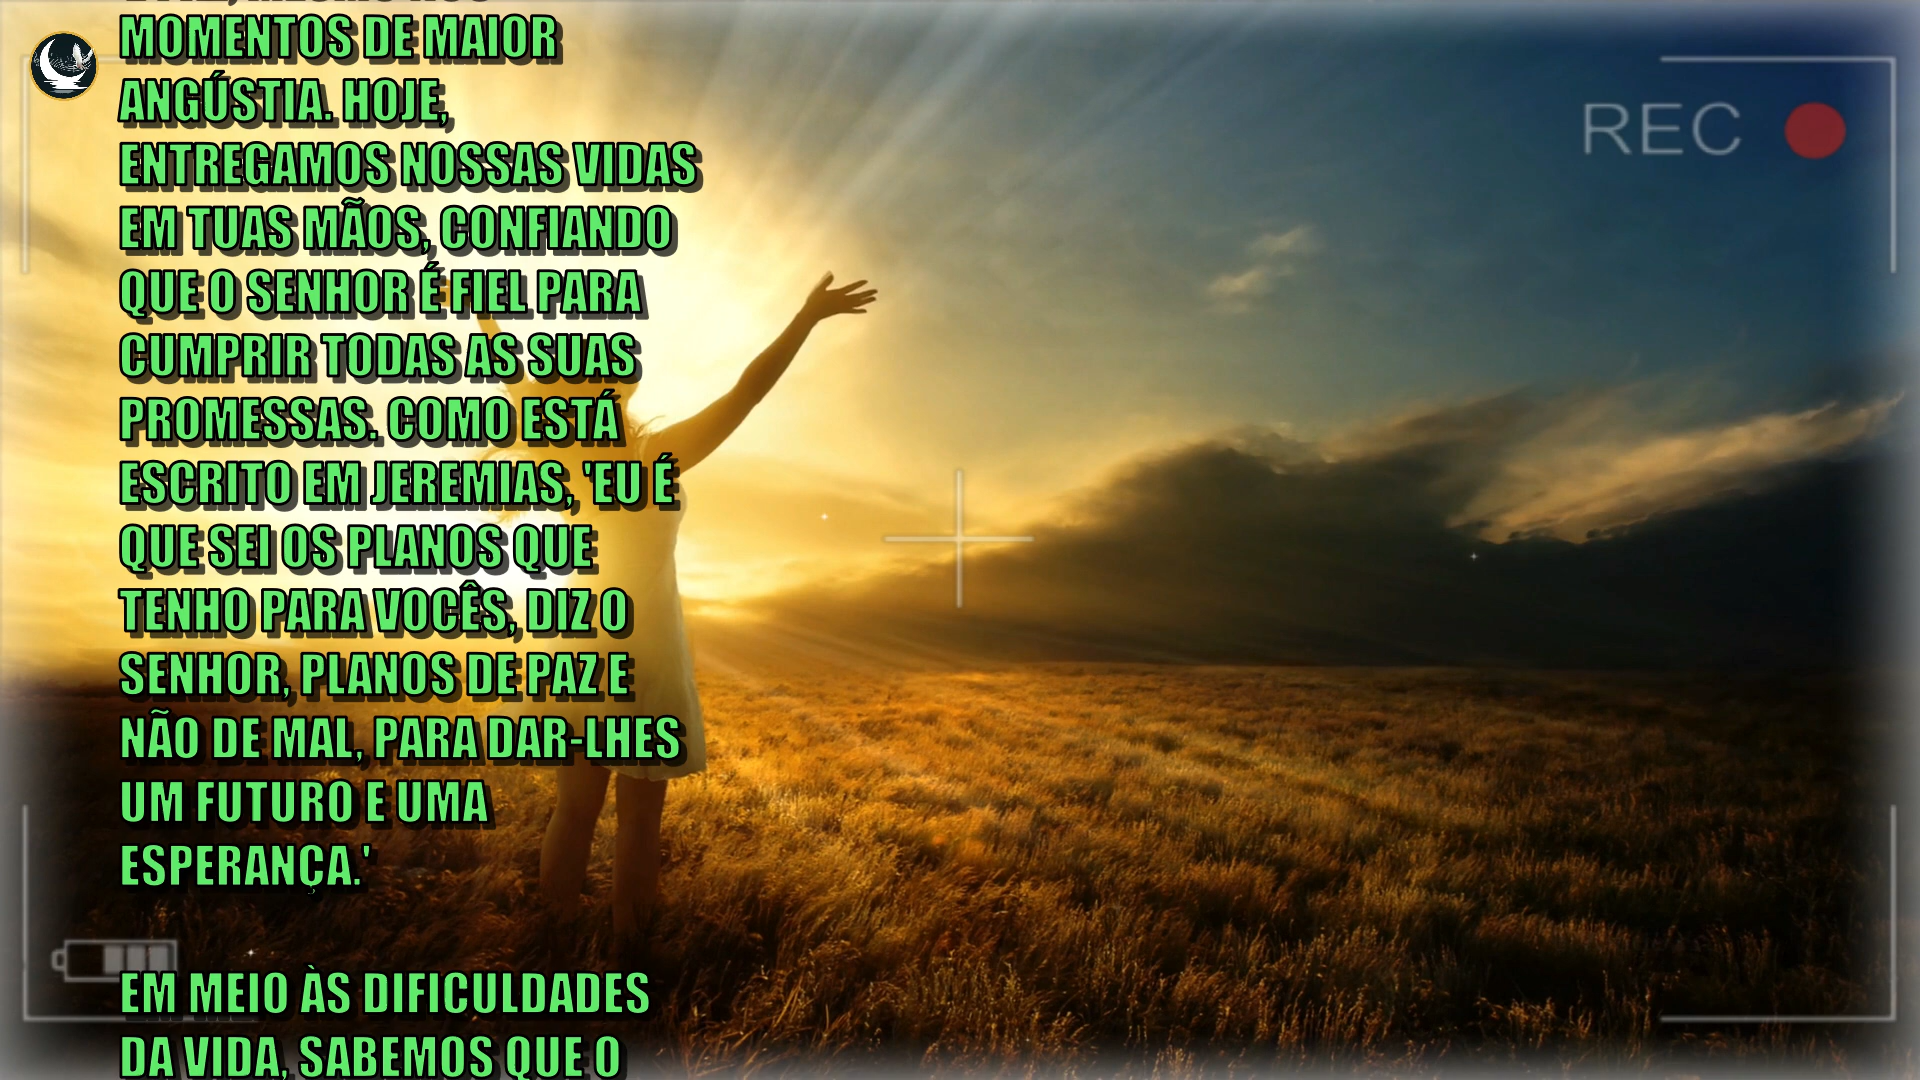 MOMENTOS DE MAIOR
ANGÚSTIA. HOJE,
ENTREGAMOS NOSSAS VIDAS
EM TUAS MÃOS, CONFIANDO
QUE O SENHOR É FIEL PARA
CUMPRIR TODAS AS SUAS
PROMESSAS. COMO ESTÁ
ESCRITO EM JEREMIAS, 'EU É
QUE SEI OS PLANOS QUE
TENHO PARA VOCÊS, DIZ O
SENHOR, PLANOS DE PAZ E
NÃO DE MAL, PARA DAR-LHES
UM FUTURO E UMA
ESPERANÇA.'
EM MEIO ÀS DIFICULDADES
DA VIDA, SABEMOS QUE O
REC